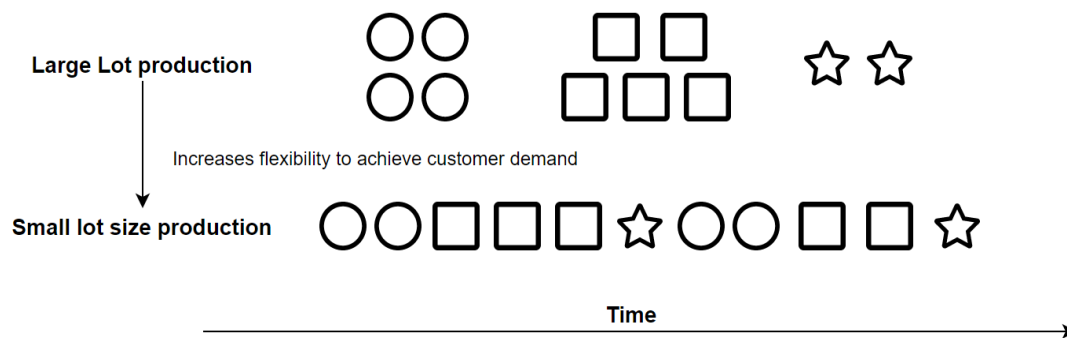 Large Lot production
Increases flexibility to achieve customer demand
Small lot size production
Time